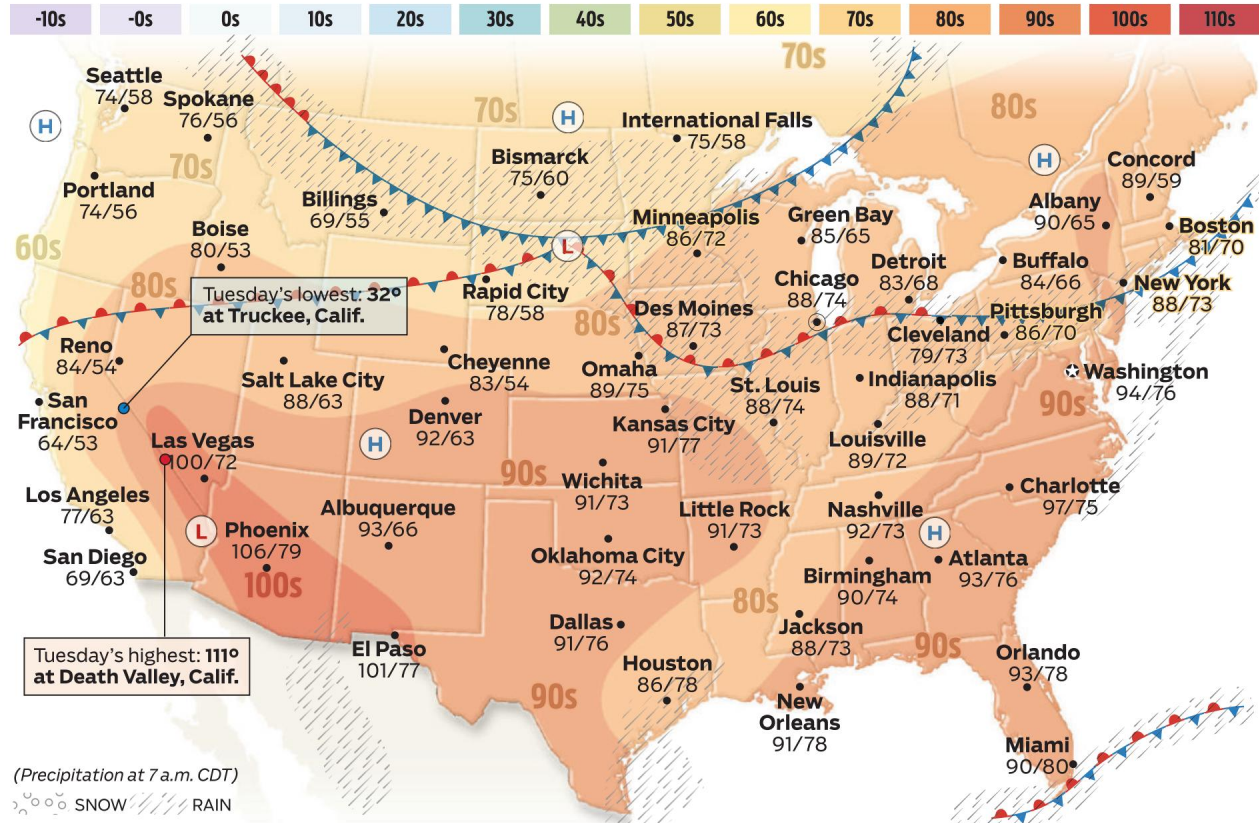 -10s -0s 0s 10s 20s 30s 40s 50s 60s 70s 80s 90s 100s 110s
70s
Seattle
74/58
Spokane
76/56
H
70s
H
80s
International Falls
75/58
70s
Bismarck
75/60
H
Concord
89/59
Portland
74/56
Billings
69/55
Albany
90/65
Minneapolis
86/72
Green Bay
85/65
Boston
81/70
60s
Boise
80/53
L
Buffalo
84/66
Detroit
83/68
Chicago
88/74
80s
Tuesday's lowest: 32º
at Truckee, Calif.
Rapid City
78/58
New York
88/73
80s
Des Moines
87/73
Pittsburgh
86/70
Cleveland
79/73
Reno
84/54
Cheyenne
83/54
Omaha
89/75
Salt Lake City
88/63
St. Louis
88/74
Indianapolis
88/71
Washington
94/76
San
Francisco
64/53
Denver
92/63
Kansas City
91/77
90s
Las Vegas
100/72
H
Louisville
89/72
90s
Wichita
91/73
Los Angeles
77/63
Albuquerque
93/66
Little Rock
91/73
Nashville
92/73
Charlotte
97/75
L
Phoenix
106/79
H
San Diego
69/63
Oklahoma City
92/74
Atlanta
93/76
100s
Birmingham
90/74
80s
Dallas
91/76
Jackson
88/73
Tuesday's highest: 111º
at Death Valley, Calif.
El Paso
101/77
90s
Houston
86/78
Orlando
93/78
90s
New
Orleans
91/78
Miami
90/80
(Precipitation at 7 a.m. CDT)
SNOW RAIN